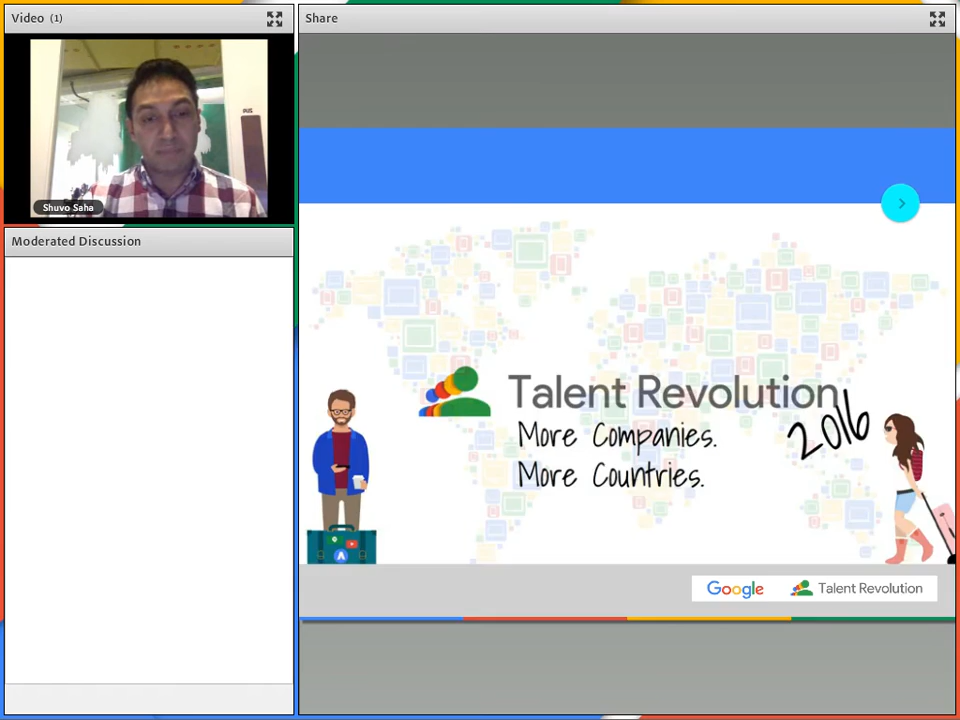 Video (1)
Share
Shuvo Saha
Moderated Discussion
Talent Revolution
2016
More Companies.
More Countries.
Google
Talent Revolution